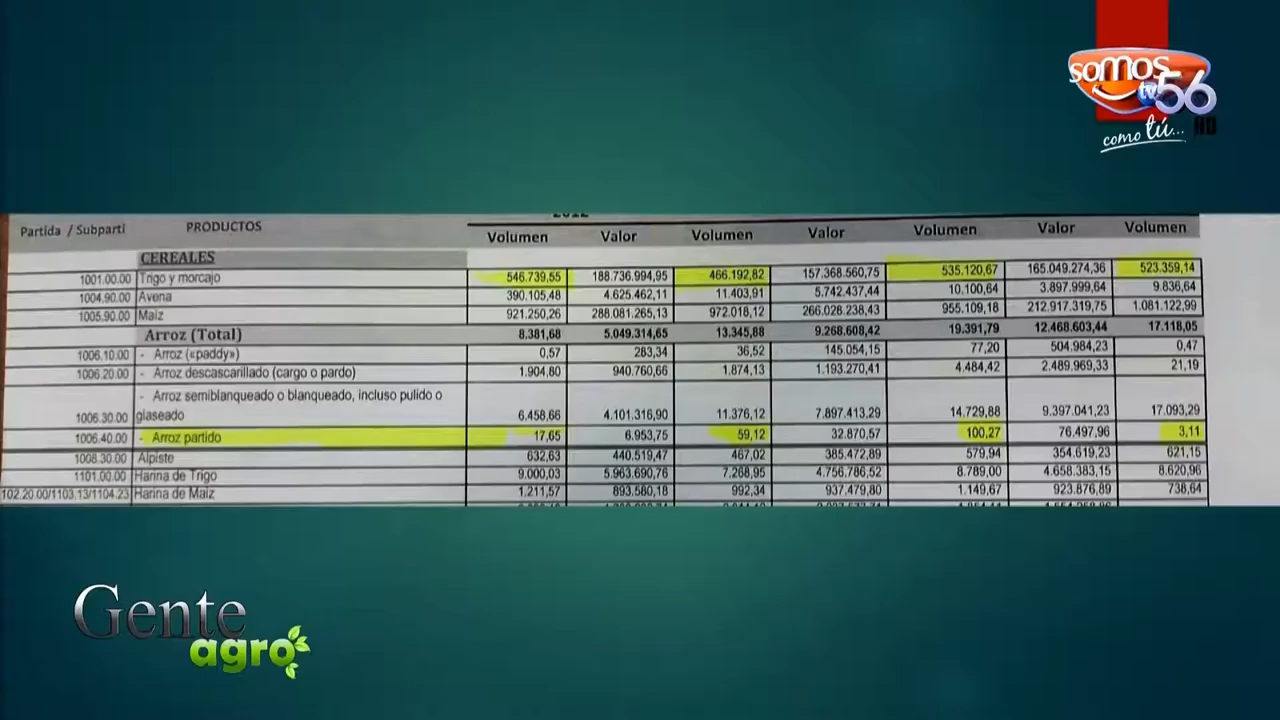 somos
tv 56
HD
como tú...
2012
Partida / Subparti PRODUCTOS Volumen Valor Volumen Valor Volumen Valor Volumen
CEREALES
1001.00.00 Trigo y morcajo 546.739,55 188.736.994,95 466.192,82 157.368.560,75 535.120,67 165.049.274,36 523.359,14
1004.90.00 Avena 390.105,48 4.625.462,11 11.403,91 5.742.437,44 10.100,64 3.897.999,64 9.836,64
1005.90.00 Maiz 921.250,26 288.081.265,13 972.018,12 266.028.238,43 955.109,18 212.917.319,75 1.081.122,99
Arroz (Total) 8.381,68 5.049.314,65 13.345,88 9.268.608,42 19.391,79 12.468.603,44 17.118,05
1006.10.00 - Arroz («paddy») 0,57 283,34 36,52 145.054,15 77,20 504.984,23 0,47
1006.20.00 - Arroz descascarillado (cargo o pardo) 1.904,80 940.760,66 1.874,13 1.193.270,41 4.484,42 2.489.969,33 21,19
- Arroz semiblanqueado o blanqueado, incluso pulido o
1006.30.00 glaseado 6.458,66 4.101.316,90 11.376,12 7.897.413,29 14.729,88 9.397.041,23 17.093,29
1006.40.00 - Arroz partido 17,65 6.953,75 59,12 32.870,57 100,27 76.497,96 3,11
1008.30.00 Alpiste 632,63 440.519,47 467,02 385.472,89 579,94 354.619,23 621,15
1101.00.00 Harina de Trigo 9.000,03 5.963.690,76 7.268,95 4.756.786,52 8.789,00 4.658.383,15 8.620,96
102.20.00/1103.13/1104.23 Harina de Maiz 1.211,57 893.580,18 992,34 937.479,80 1.149,67 923.876,89 738,64
Gente
agro